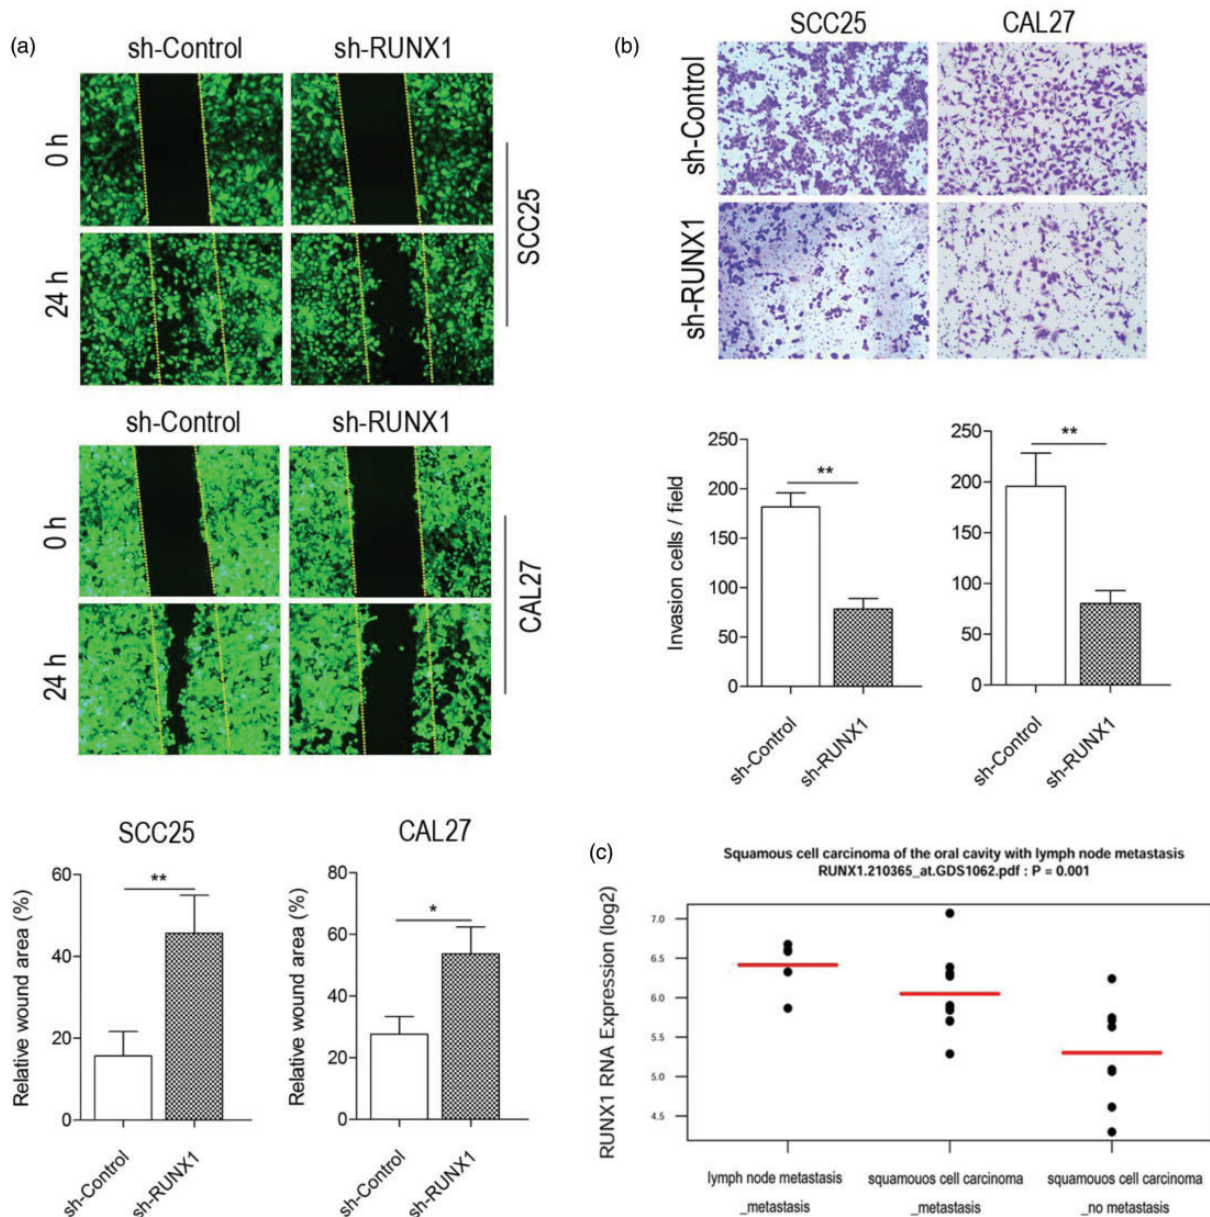 (a)
sh-Control sh-RUNX1
0 h
24 h
SCC25
sh-Control sh-RUNX1
0 h
24 h
CAL27
SCC25
Relative wound area (%)
60
40
20
0
**
sh-Control
sh-RUNX1
CAL27
Relative wound area (%)
80
60
40
20
0
*
sh-Control
sh-RUNX1
(b)
SCC25 CAL27
sh-Control
sh-RUNX1
Invasion cells / field
250
200
150
100
50
0
**
sh-Control
sh-RUNX1
250
200
150
100
50
0
**
sh-Control
sh-RUNX1
(c)
Squamous cell carcinoma of the oral cavity with lymph node metastasis
RUNX1.210365_at.GDS1062.pdf : P = 0.001
RUNX1 RNA Expression (log2)
7.0
6.5
6.0
5.5
5.0
4.5
lymph node metastasis
_metastasis
squamouos cell carcinoma
_metastasis
squamous cell carcinoma
_no metastasis